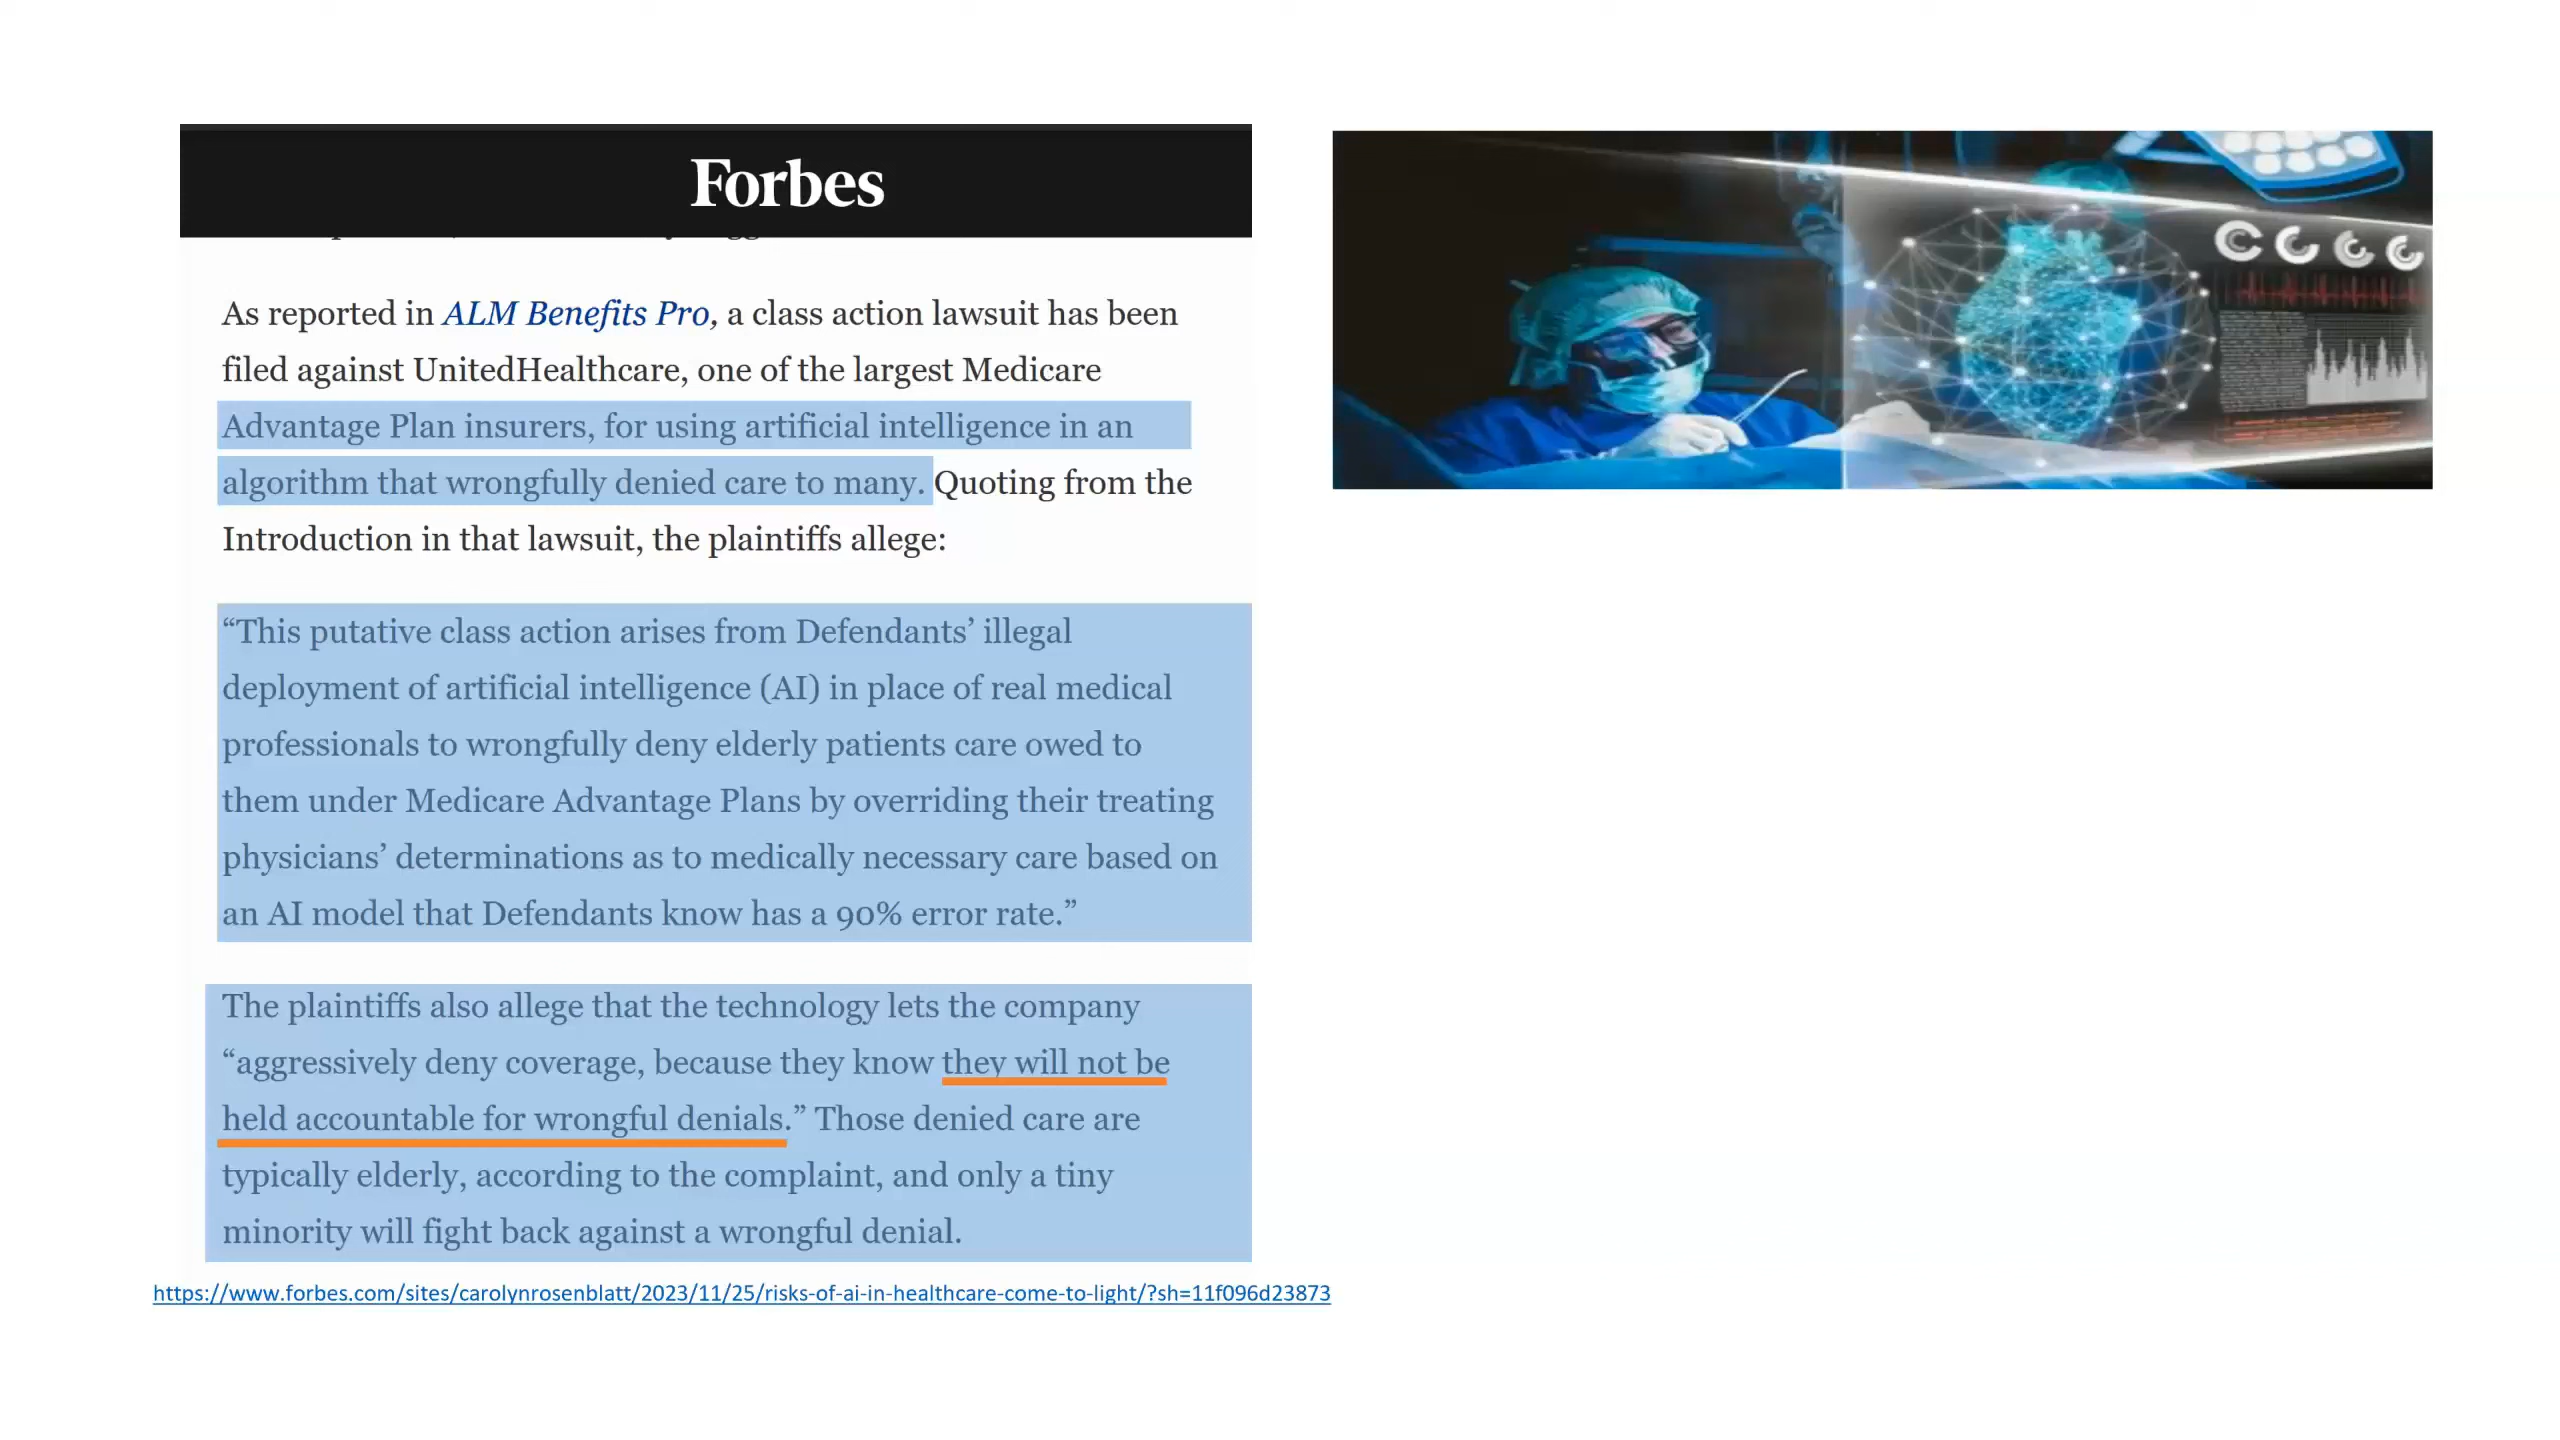 Forbes
As reported in ALM Benefits Pro, a class action lawsuit has been
filed against UnitedHealthcare, one of the largest Medicare
Advantage Plan insurers, for using artificial intelligence in an
algorithm that wrongfully denied care to many. Quoting from the
Introduction in that lawsuit, the plaintiffs allege:
“This putative class action arises from Defendants’ illegal
deployment of artificial intelligence (AI) in place of real medical
professionals to wrongfully deny elderly patients care owed to
them under Medicare Advantage Plans by overriding their treating
physicians’ determinations as to medically necessary care based on
an AI model that Defendants know has a 90% error rate.”
The plaintiffs also allege that the technology lets the company
“aggressively deny coverage, because they know they will not be
held accountable for wrongful denials.” Those denied care are
typically elderly, according to the complaint, and only a tiny
minority will fight back against a wrongful denial.
https://www.forbes.com/sites/carolynrosenblatt/2023/11/25/risks-of-ai-in-healthcare-come-to-light/?sh=11f096d23873